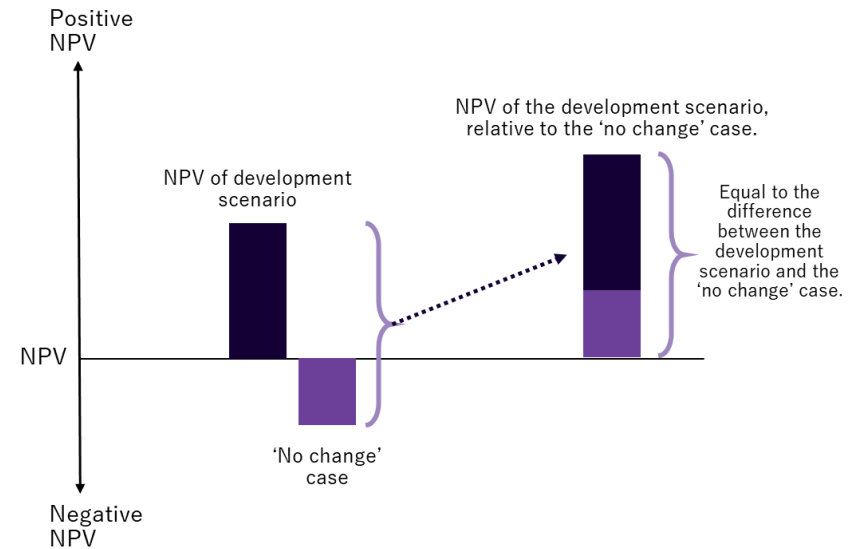 Positive
NPV
NPV of the development scenario,
relative to the ‘no change’ case.
NPV of development
scenario
Equal to the
difference
between the
development
scenario and the
‘no change’ case.
NPV
‘No change’
case
Negative
NPV